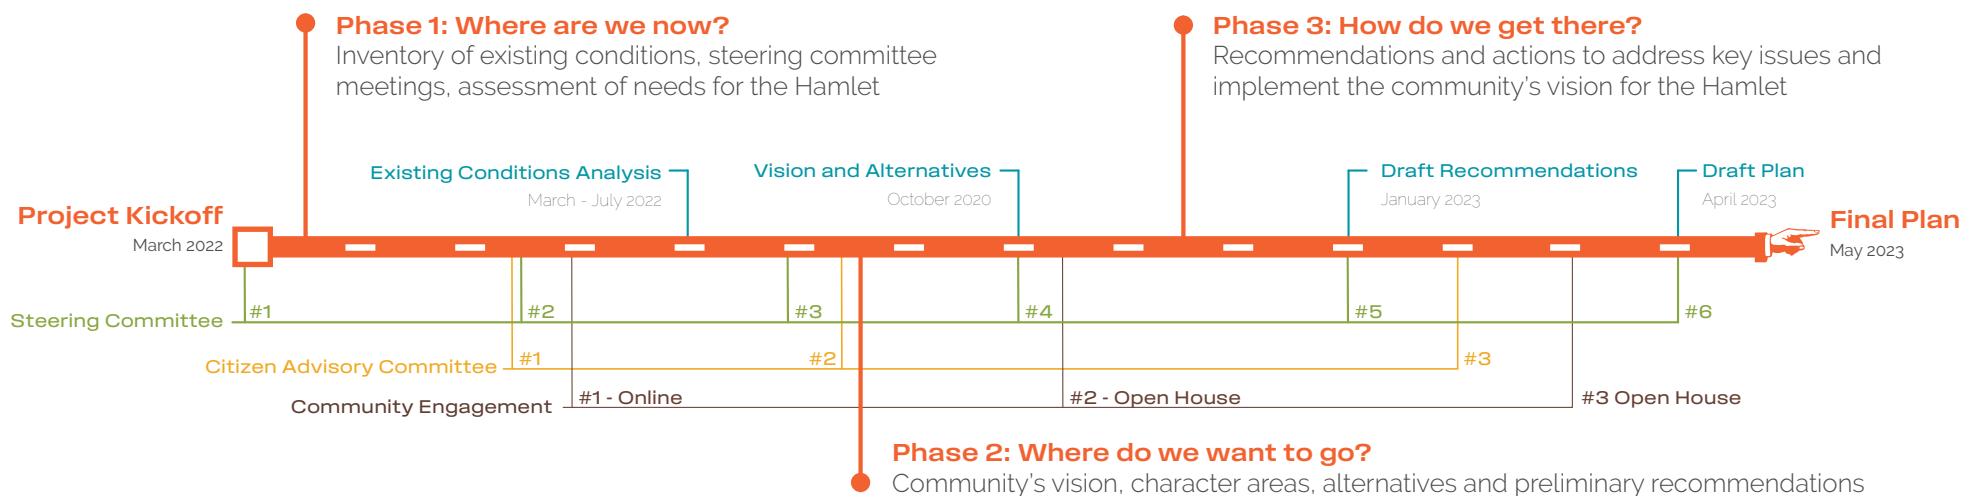 Phase 1: Where are we now?
Inventory of existing conditions, steering committee
meetings, assessment of needs for the Hamlet
Phase 3: How do we get there?
Recommendations and actions to address key issues and
implement the community's vision for the Hamlet
Existing Conditions Analysis
March - July 2022
Vision and Alternatives
October 2020
Draft Recommendations
January 2023
Draft Plan
April 2023
Project Kickoff
March 2022
Final Plan
May 2023
Steering Committee
#1
#2
#3
#4
#5
#6
Citizen Advisory Committee
#1
#2
#3
Community Engagement
#1 - Online
#2 - Open House
#3 Open House
Phase 2: Where do we want to go?
Community's vision, character areas, alternatives and preliminary recommendations